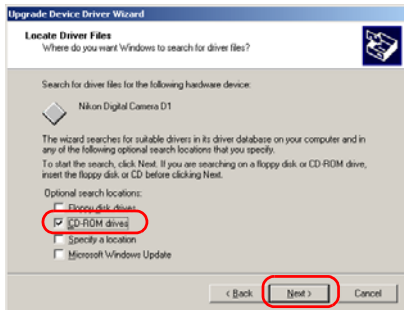 Upgrade Device Driver Wizard
Locate Driver Files
Where do you want Windows to search for driver files?
Search for driver files for the following hardware device:
Nikon Digital Camera D1
The wizard searches for suitable drivers in its driver database on your computer and in
any of the following optional search locations that you specify.
To start the search, click Next. If you are searching on a floppy disk or CD-ROM drive,
insert the floppy disk or CD before clicking Next.
Optional search locations:
Floppy disk drives
CD-ROM drives
Specify a location
Microsoft Windows Update
< Back Next > Cancel